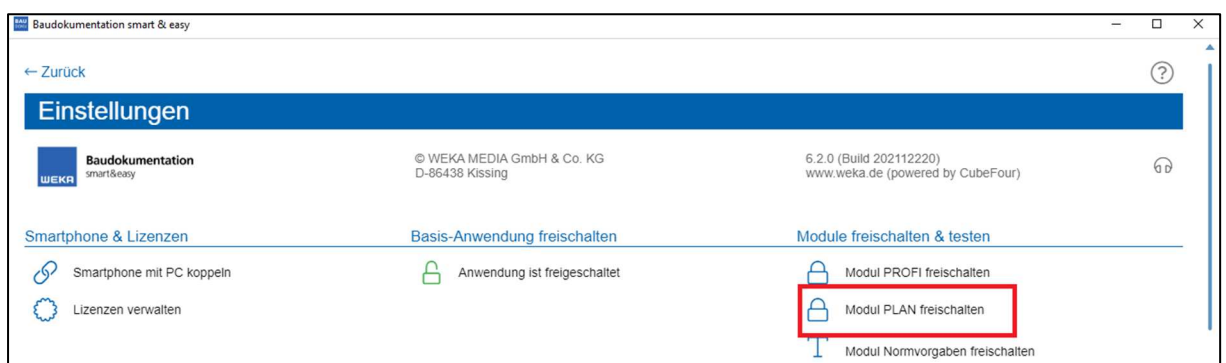 BAU
Baudokumentation smart & easy
← Zurück
?
Einstellungen
WEKA
Baudokumentation
smart&easy
© WEKA MEDIA GmbH & Co. KG
D-86438 Kissing
6.2.0 (Build 202112220)
www.weka.de (powered by CubeFour)
Smartphone & Lizenzen
Smartphone mit PC koppeln
Lizenzen verwalten
Basis-Anwendung freischalten
Anwendung ist freigeschaltet
Module freischalten & testen
Modul PROFI freischalten
Modul PLAN freischalten
Modul Normvorgaben freischalten